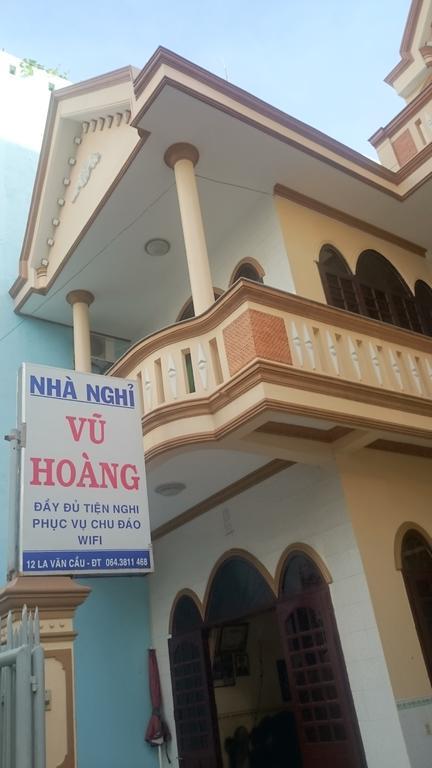 NHÀ NGHỈ
VŨ
HOÀNG
ĐẦY ĐỦ TIỆN NGHI
PHỤC VỤ CHU ĐÁO
WIFI
12 LA VĂN CẦU - ĐT 064.3811 468